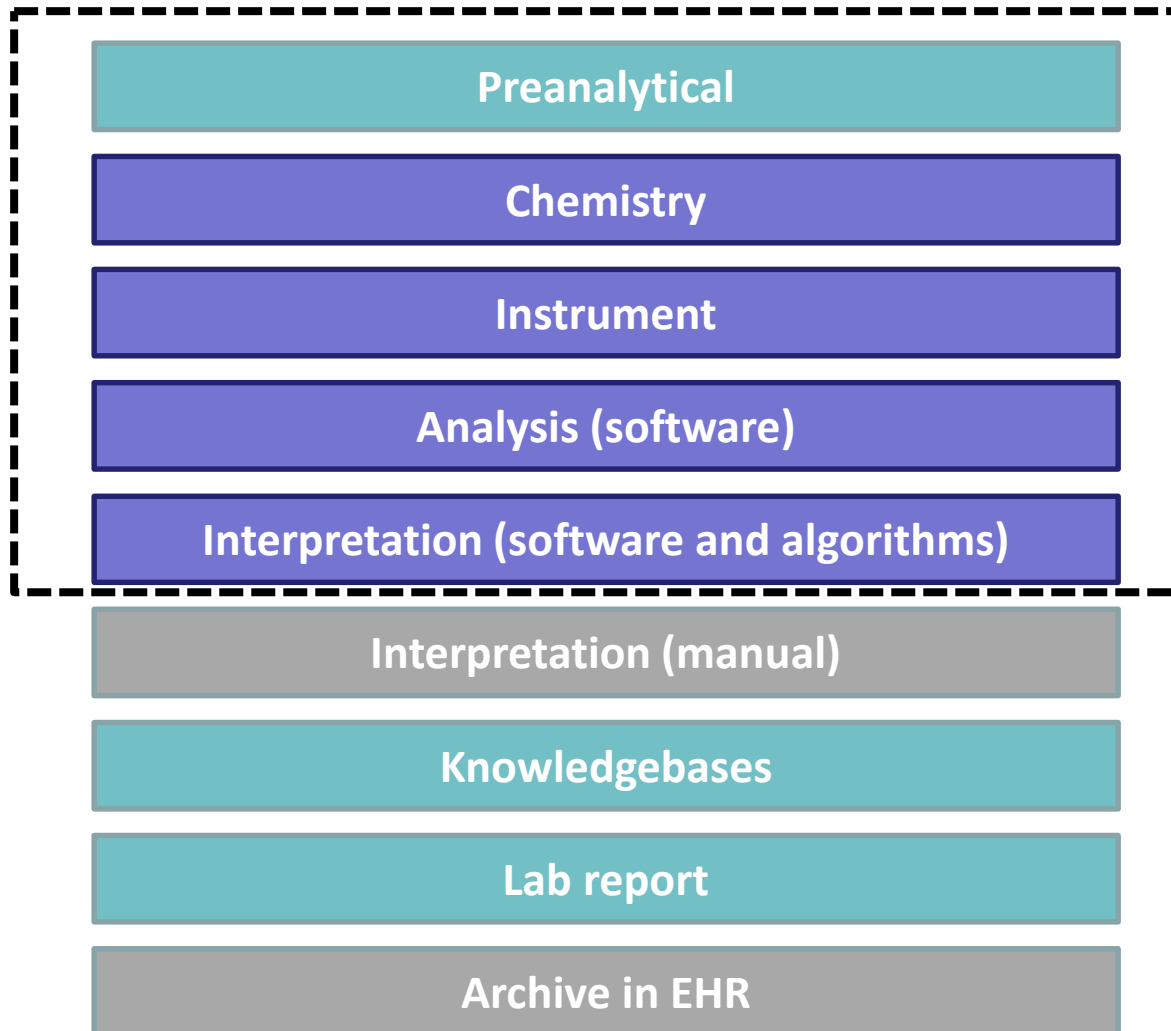 Preanalytical
Chemistry
Instrument
Analysis (software)
Interpretation (software and algorithms)
Interpretation (manual)
Knowledgebases
Lab report
Archive in EHR